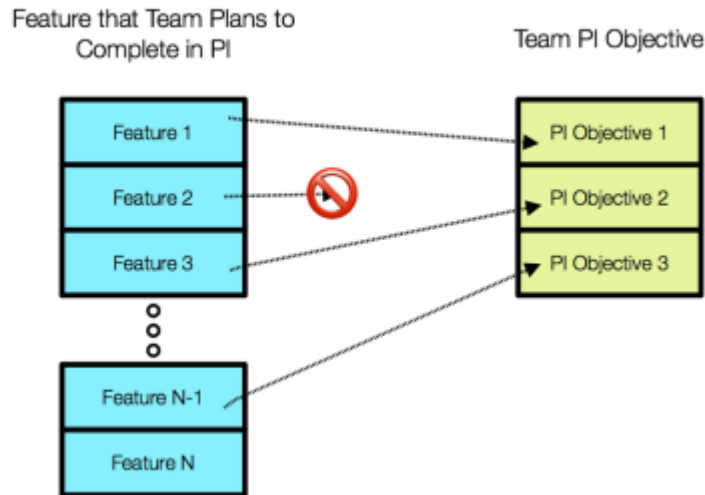 Feature that Team Plans to
Complete in PI
Team PI Objective
Feature 1
PI Objective 1
Feature 2
PI Objective 2
Feature 3
PI Objective 3
Feature N-1
Feature N